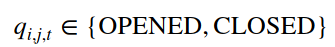 q_{i,j,t} ∈ {OPENED, CLOSED}